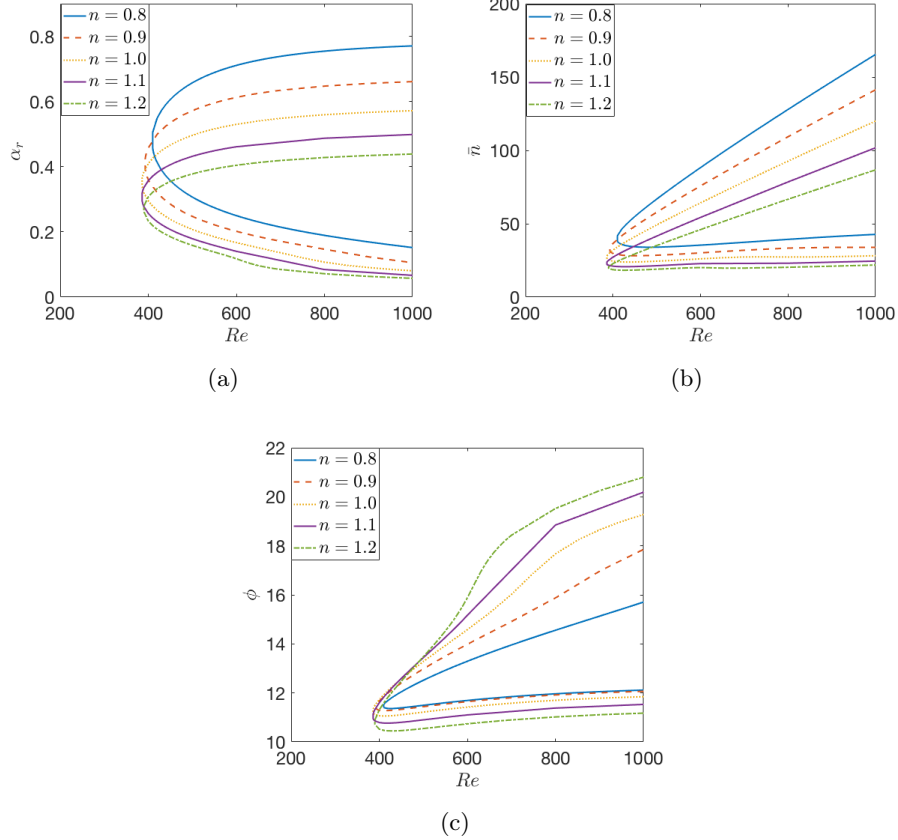 0.8
0.6
0.4
0.2
0
α_r
n = 0.8
n = 0.9
n = 1.0
n = 1.1
n = 1.2
200 400 600 800 1000
Re
(a)
200
150
100
50
0
n̄
n = 0.8
n = 0.9
n = 1.0
n = 1.1
n = 1.2
200 400 600 800 1000
Re
(b)
22
20
18
16
14
12
10
ϕ
n = 0.8
n = 0.9
n = 1.0
n = 1.1
n = 1.2
200 400 600 800 1000
Re
(c)